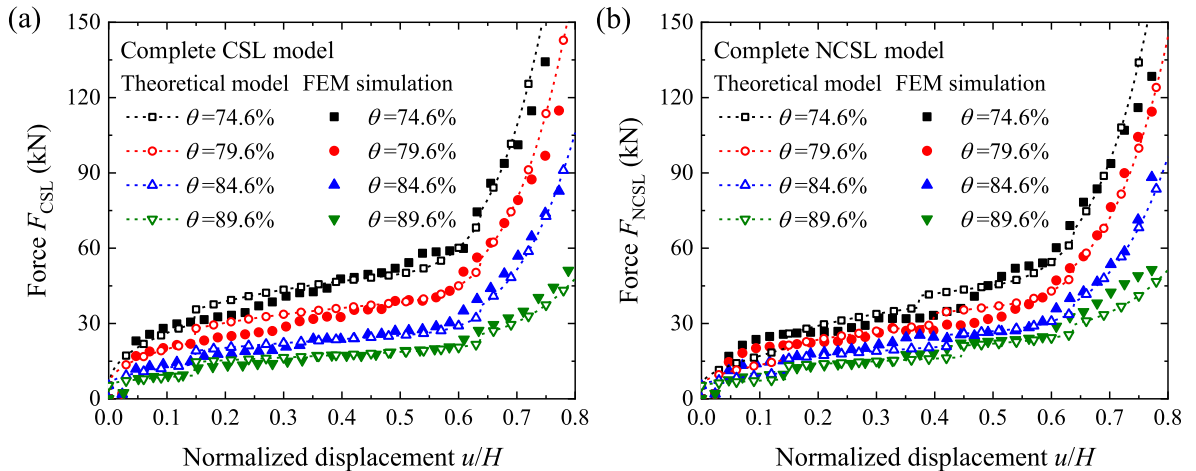 (a)
Complete CSL model
Theoretical model FEM simulation
θ=74.6% θ=74.6%
θ=79.6% θ=79.6%
θ=84.6% θ=84.6%
θ=89.6% θ=89.6%
Force F_CSL (kN)
150
120
90
60
30
0
0.0 0.1 0.2 0.3 0.4 0.5 0.6 0.7 0.8
Normalized displacement u/H
(b)
Complete NCSL model
Theoretical model FEM simulation
θ=74.6% θ=74.6%
θ=79.6% θ=79.6%
θ=84.6% θ=84.6%
θ=89.6% θ=89.6%
Force F_NCSL (kN)
150
120
90
60
30
0
0.0 0.1 0.2 0.3 0.4 0.5 0.6 0.7 0.8
Normalized displacement u/H